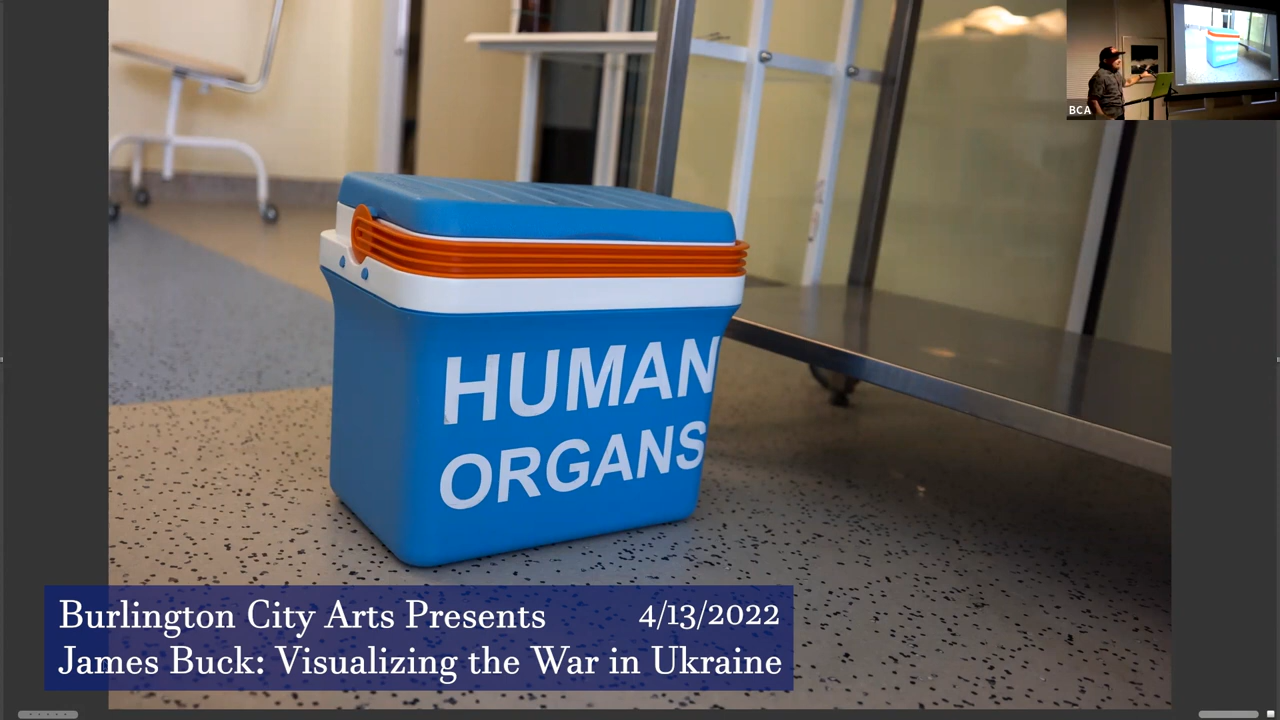 BCA
HUMAN
ORGANS
Burlington City Arts Presents 4/13/2022
James Buck: Visualizing the War in Ukraine